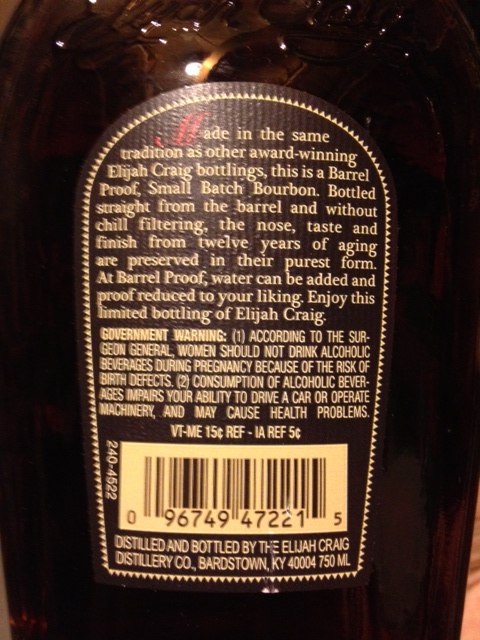 Made in the same
tradition as other award-winning
Elijah Craig bottlings, this is a Barrel
Proof, Small Batch Bourbon. Bottled
straight from the barrel and without
chill filtering, the nose, taste and
finish from twelve years of aging
are preserved in their purest form.
At Barrel Proof, water can be added and
proof reduced to your liking. Enjoy this
limited bottling of Elijah Craig.
GOVERNMENT WARNING: (1) ACCORDING TO THE SUR-
GEON GENERAL, WOMEN SHOULD NOT DRINK ALCOHOLIC
BEVERAGES DURING PREGNANCY BECAUSE OF THE RISK OF
BIRTH DEFECTS. (2) CONSUMPTION OF ALCOHOLIC BEVER-
AGES IMPAIRS YOUR ABILITY TO DRIVE A CAR OR OPERATE
MACHINERY, AND MAY CAUSE HEALTH PROBLEMS.
VT-ME 15¢ REF - IA REF 5¢
240-4522
0 96749 47221 5
DISTILLED AND BOTTLED BY THE ELIJAH CRAIG
DISTILLERY CO., BARDSTOWN, KY 40004 750 ML